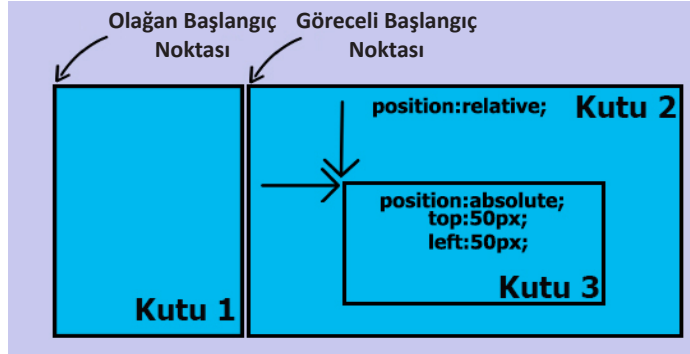 Olağan Başlangıç
Noktası
Göreceli Başlangıç
Noktası
position:relative;
Kutu 2
position:absolute;
top:50px;
left:50px;
Kutu 3
Kutu 1